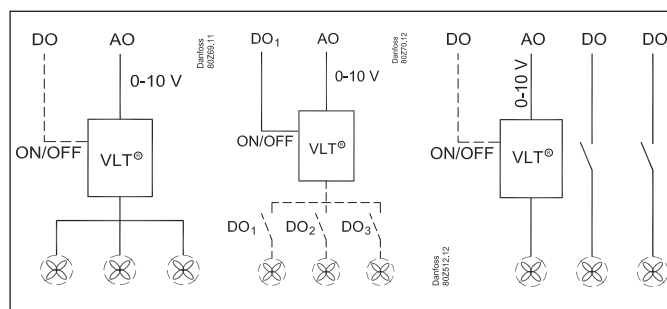 DO AO
0-10 V
ON/OFF
VLT®
Danfoss
80Z69.11
DO₁ AO
0-10 V
ON/OFF
VLT®
DO₁ DO₂ DO₃
Danfoss
80Z70.12
DO AO DO DO
0-10 V
ON/OFF
VLT®
Danfoss
80Z512.12